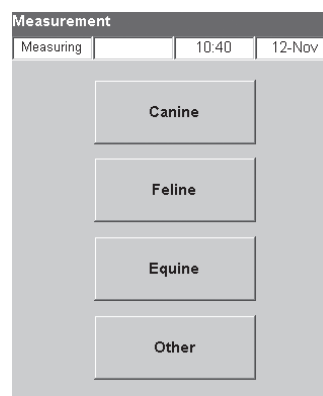 Measurement
Measuring 10:40 12-Nov
Canine
Feline
Equine
Other